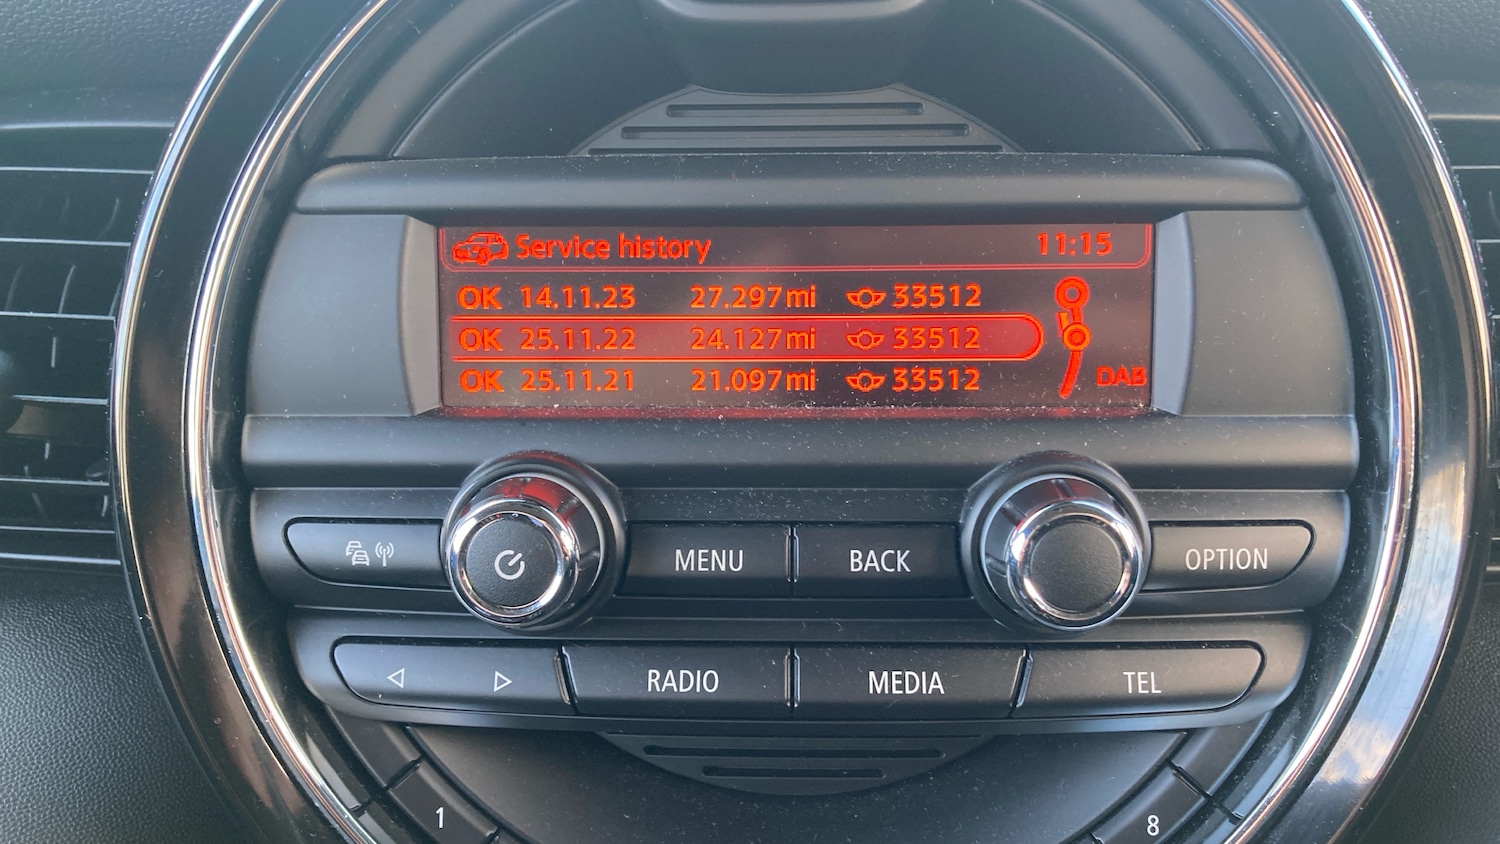 Service history 11:15
OK 14.11.23 27.297mi 33512
OK 25.11.22 24.127mi 33512
OK 25.11.21 21.097mi 33512
DAB
MENU BACK OPTION
RADIO MEDIA TEL
1 8